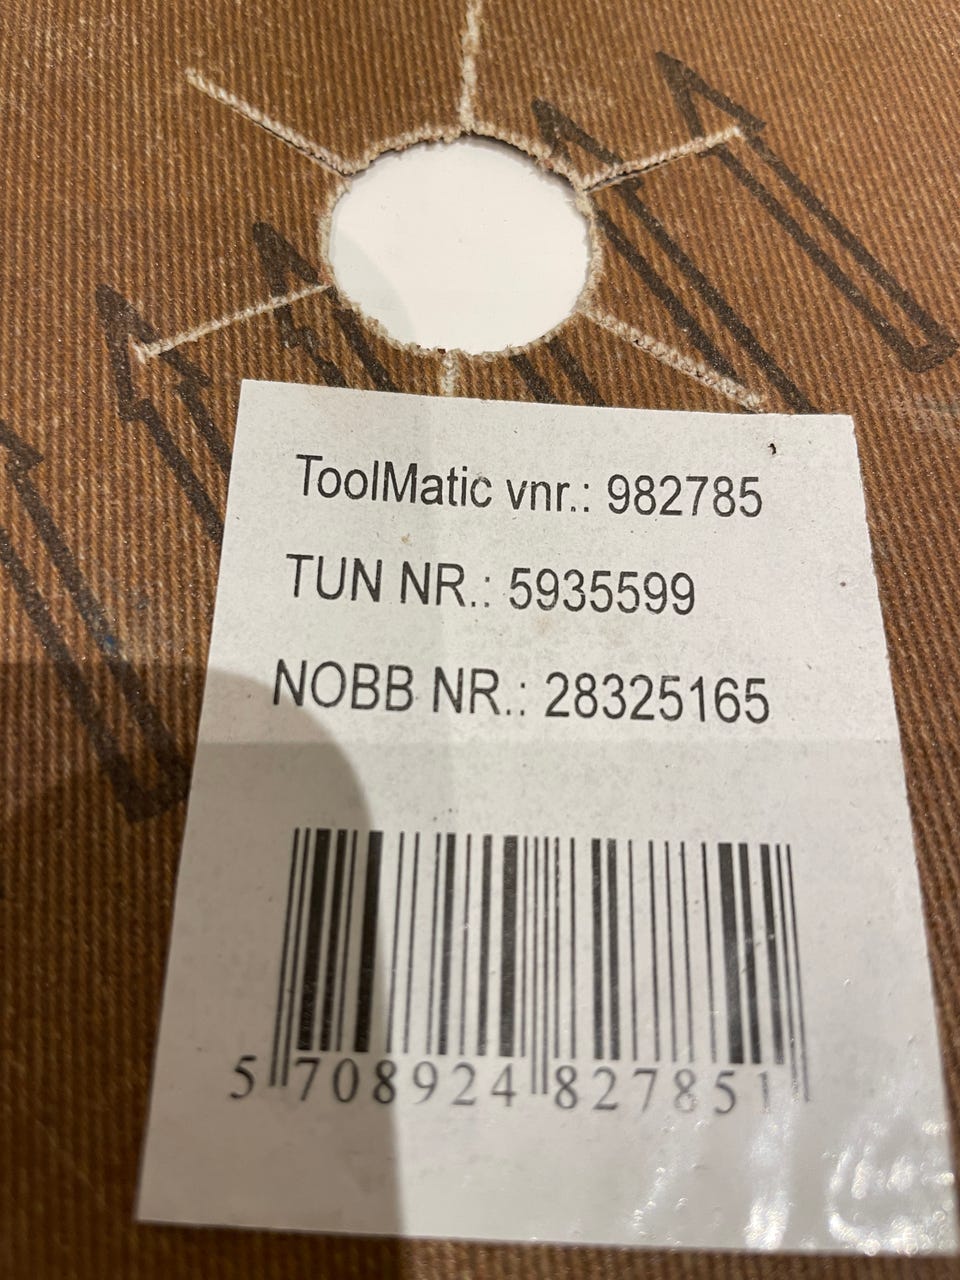 ToolMatic vnr.: 982785
TUN NR.: 5935599
NOBB NR.: 28325165
5 708924 827851